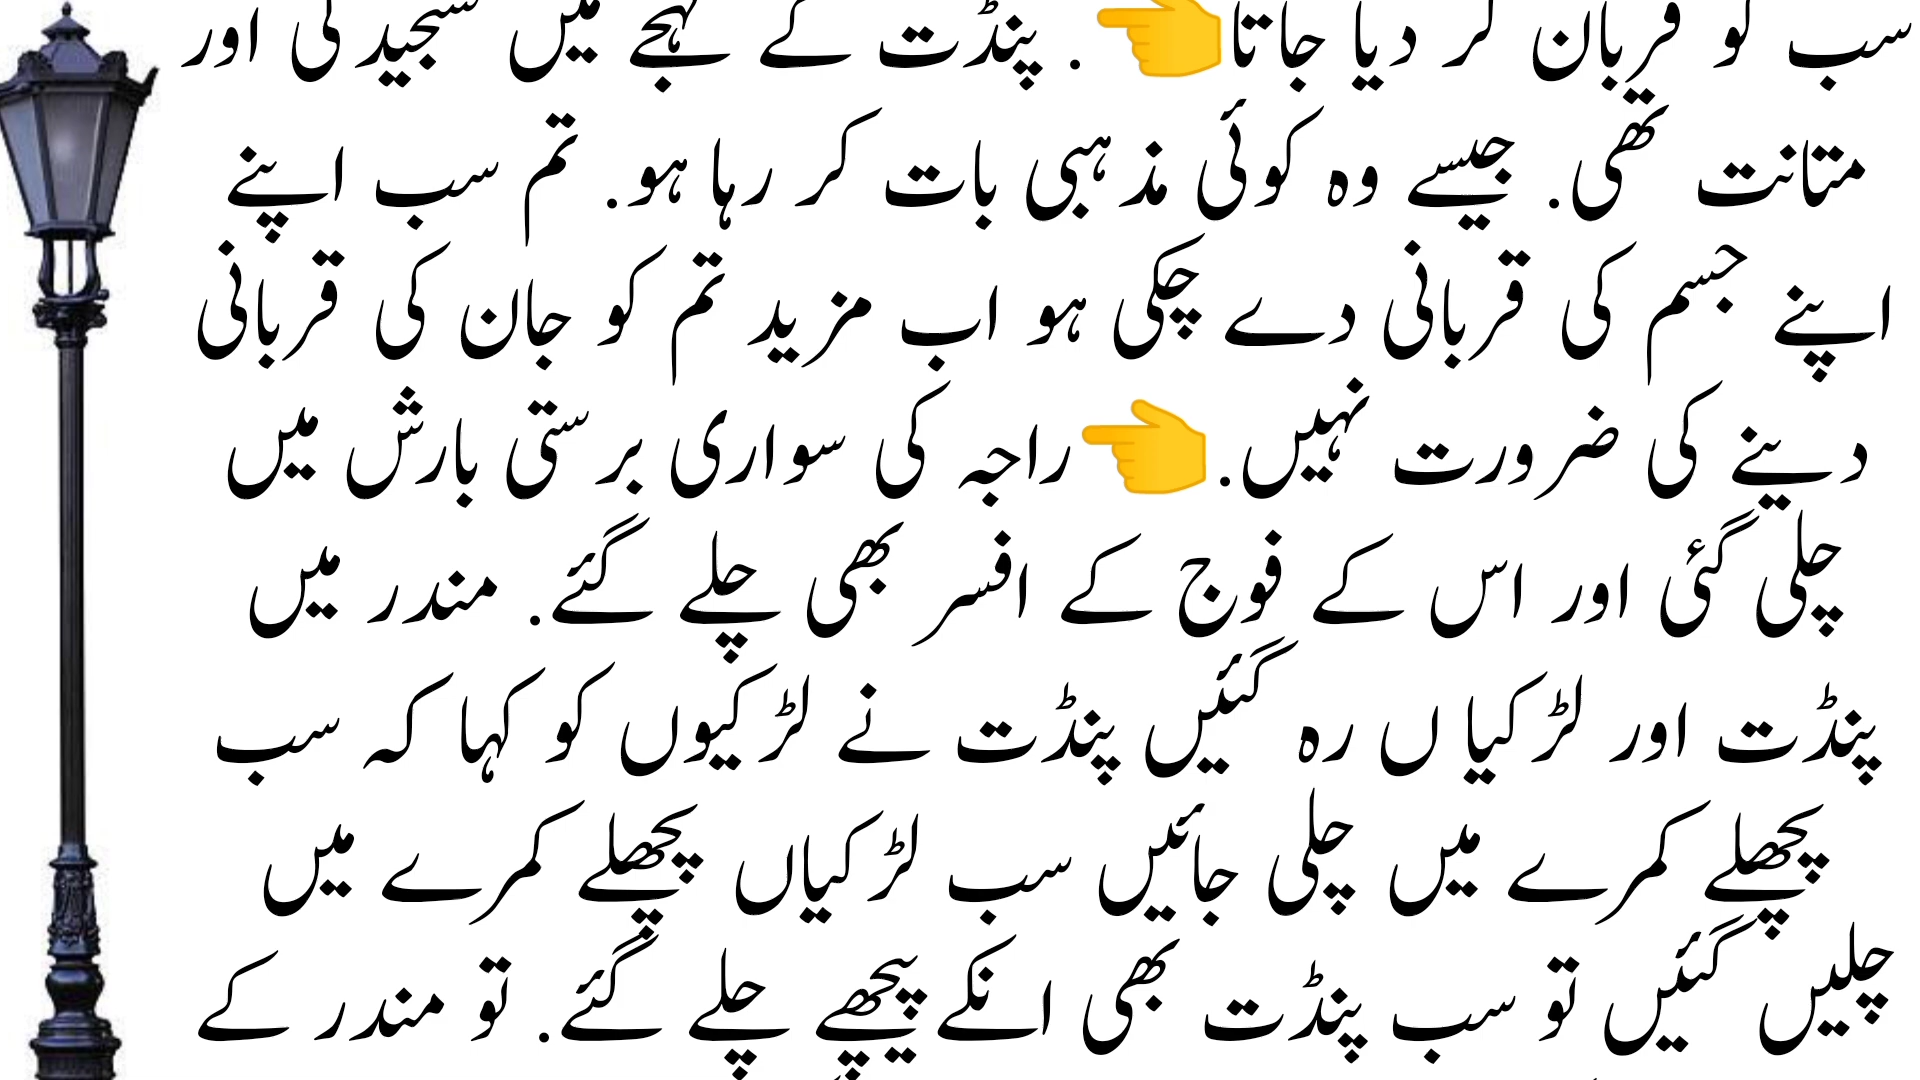 سب کو قربان کر دیا جاتا👈. پنڈت کے لہجے میں سنجیدگی اور
متانت تھی. جیسے وہ کوئی مذہبی بات کر رہا ہو. تم سب اپنے
اپنے جسم کی قربانی دے چکی ہو اب مزید تم کو جان کی قربانی
دینے کی ضرورت نہیں.👈راجہ کی سواری برستی بارش میں
چلی گئی اور اس کے فوج کے افسر بھی چلے گئے. مندر میں
پنڈت اور لڑکیا ں رہ گئیں پنڈت نے لڑکیوں کو کہا کہ سب
پچھلے کمرے میں چلی جائیں سب لڑکیاں پچھلے کمرے میں
چلیں گئیں تو سب پنڈت بھی انکے پیچھے چلے گئے. تو مندر کے